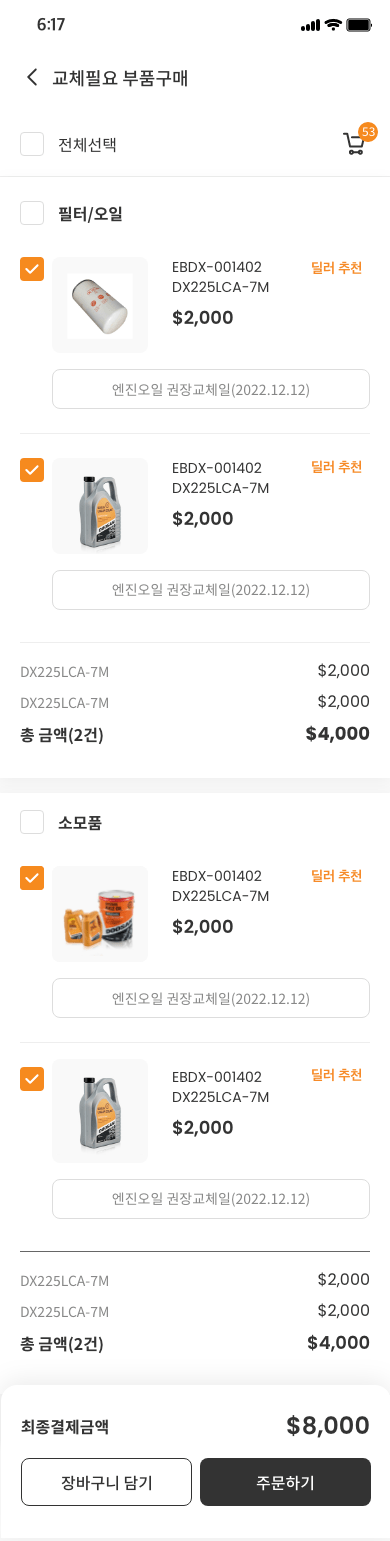 6:17
교체필요 부품구매
전체선택
53
필터/오일
EBDX-001402
딜러 추천
DX225LCA-7M
$2,000
엔진오일 권장교체일(2022.12.12)
EBDX-001402
딜러 추천
DX225LCA-7M
$2,000
엔진오일 권장교체일(2022.12.12)
DX225LCA-7M $2,000
DX225LCA-7M $2,000
총 금액(2건) $4,000
소모품
EBDX-001402
딜러 추천
DX225LCA-7M
$2,000
엔진오일 권장교체일(2022.12.12)
EBDX-001402
딜러 추천
DX225LCA-7M
$2,000
엔진오일 권장교체일(2022.12.12)
DX225LCA-7M $2,000
DX225LCA-7M $2,000
총 금액(2건) $4,000
최종결제금액 $8,000
장바구니 담기
주문하기